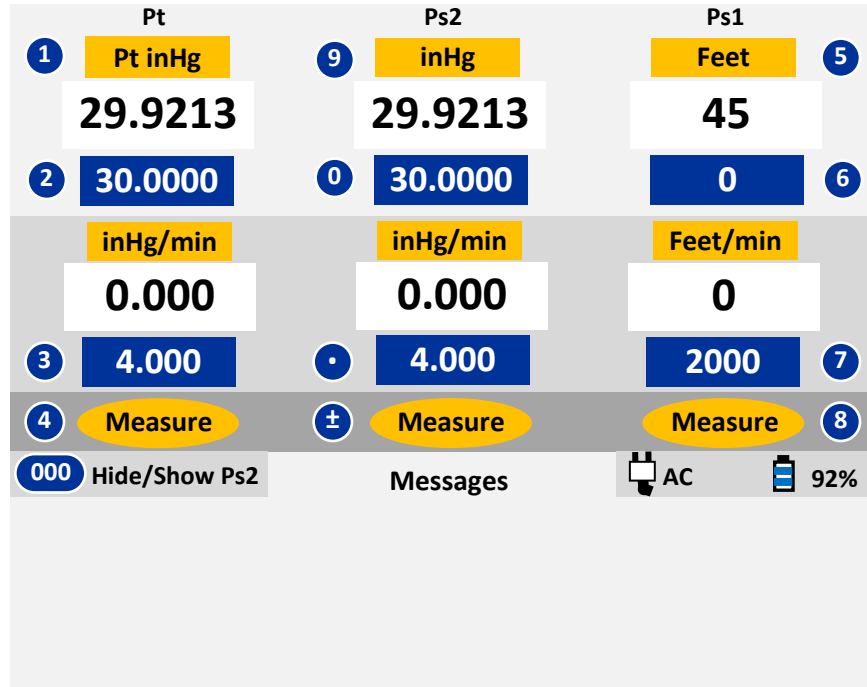 Pt Ps2 Ps1
1 Pt inHg 9 inHg Feet 5
29.9213 29.9213 45
2 30.0000 0 30.0000 0 6
inHg/min inHg/min Feet/min
0.000 0.000 0
3 4.000 • 4.000 2000 7
4 Measure ± Measure Measure 8
000 Hide/Show Ps2 Messages AC 92%